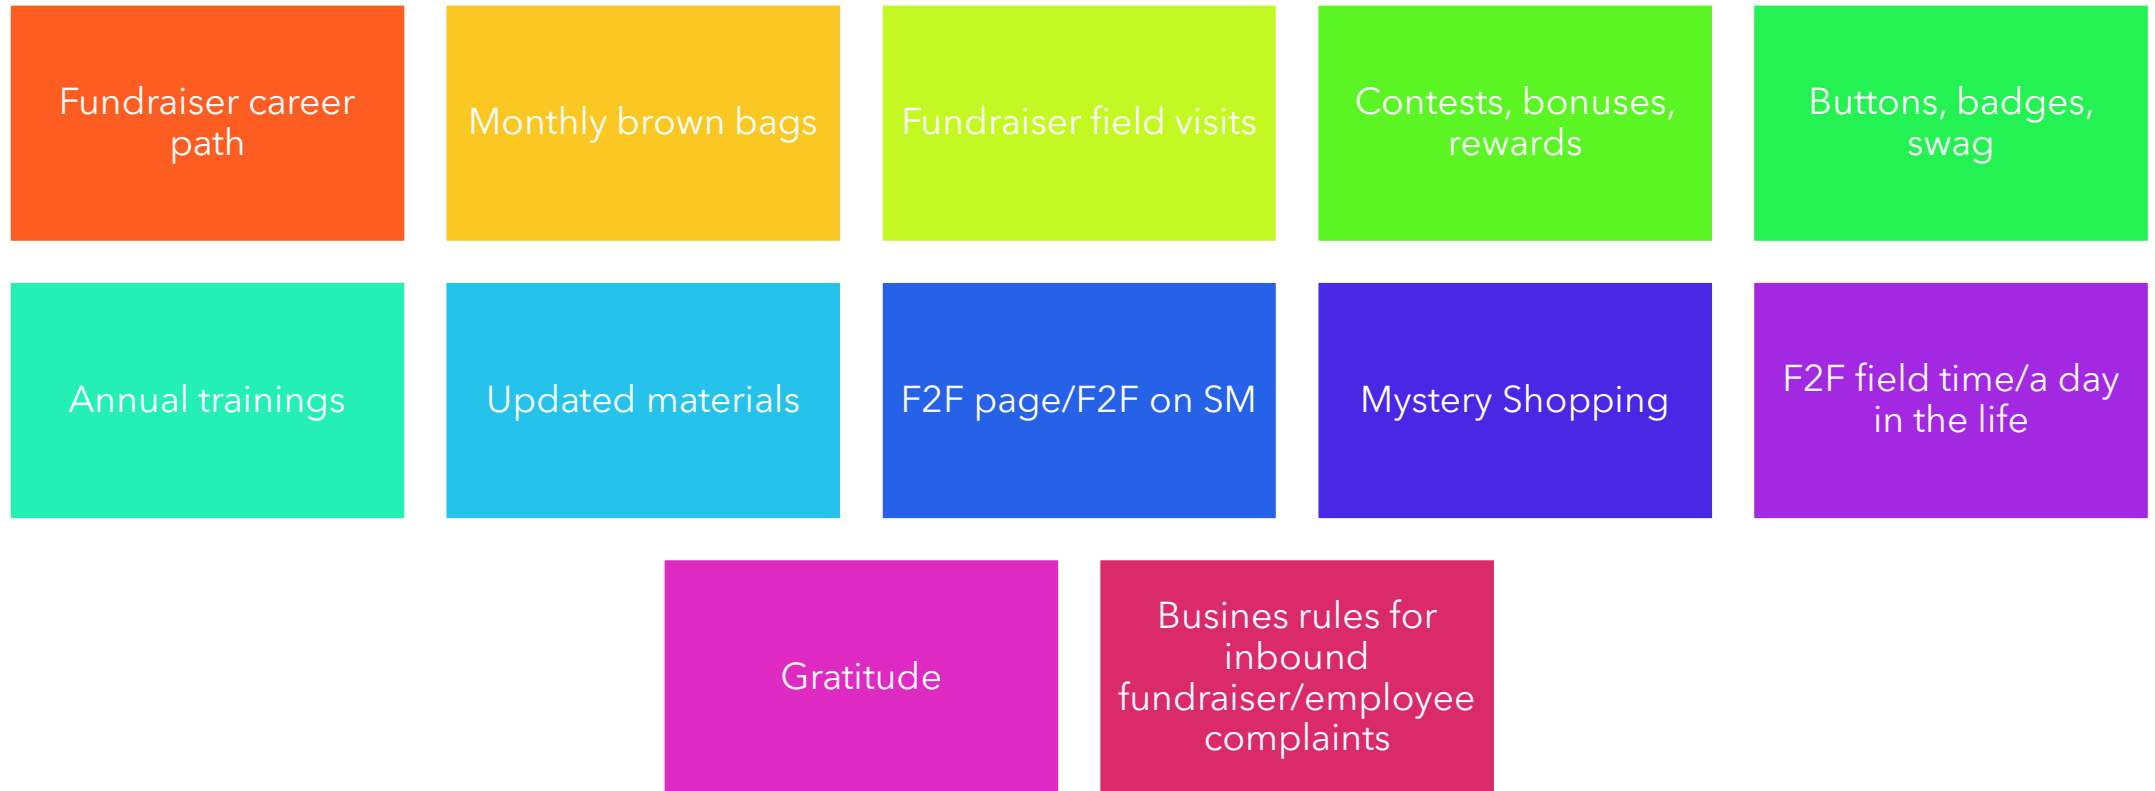 Fundraiser career
path
Monthly brown bags
Fundraiser field visits
Contests, bonuses,
rewards
Buttons, badges,
swag
Annual trainings
Updated materials
F2F page/F2F on SM
Mystery Shopping
F2F field time/a day
in the life
Gratitude
Busines rules for
inbound
fundraiser/employee
complaints